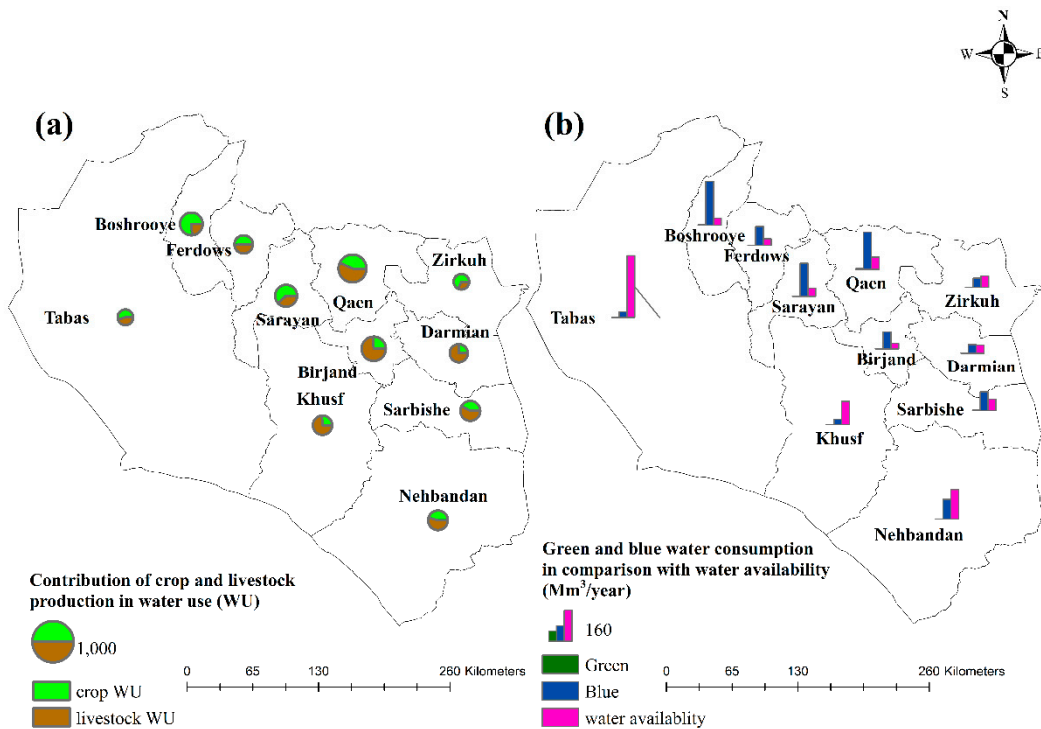 N
W
E
S
(a)
Boshrooye
Ferdows
Zirkuh
Qaen
Sarayan
Tabas
Darmian
Birjand
Khusf
Sarbishe
Nehbandan
Contribution of crop and livestock
production in water use (WU)
1,000
crop WU
livestock WU
0 65 130 260 Kilometers
(b)
Boshrooye
Ferdows
Qaen
Zirkuh
Sarayan
Tabas
Birjand
Darmian
Sarbishe
Khusf
Nehbandan
Green and blue water consumption
in comparison with water availability
(Mm³/year)
160
Green
Blue
water availablity
0 65 130 260 Kilometers